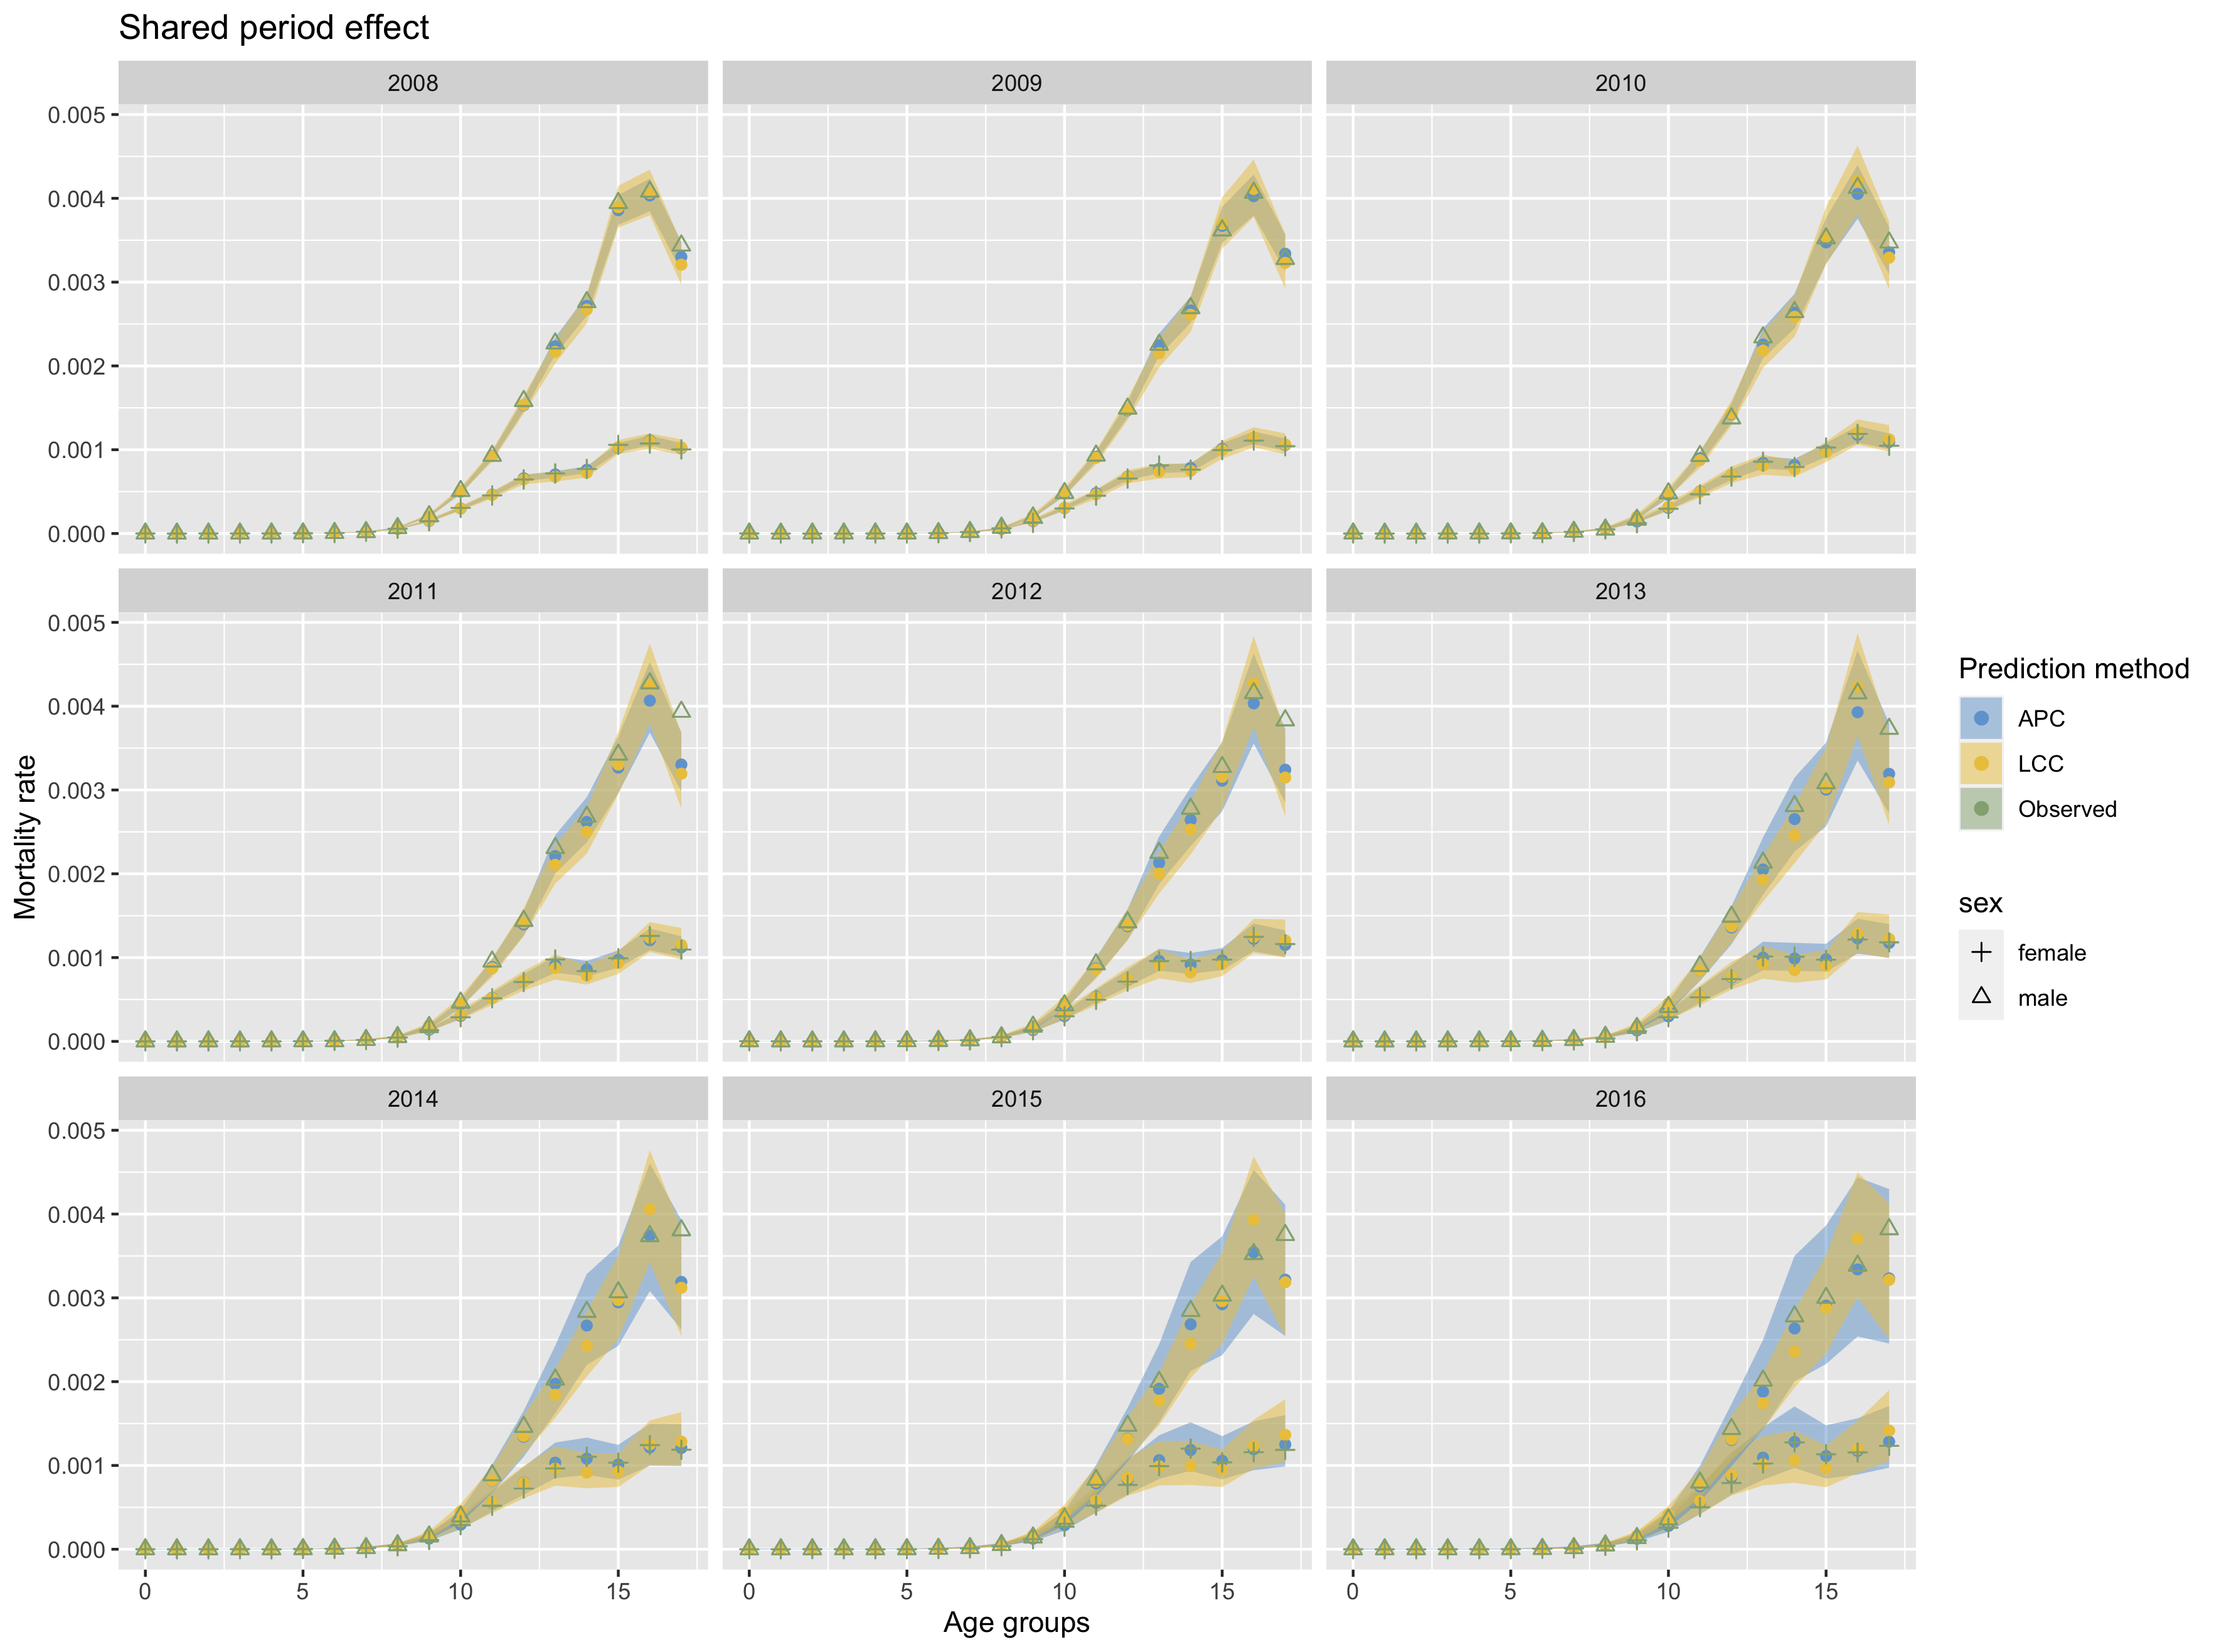 Shared period effect
2008 2009 2010
0.005
0.004
0.003
0.002
0.001
0.000
2011 2012 2013
0.005
0.004
0.003
0.002
0.001
0.000
2014 2015 2016
0.005
0.004
0.003
0.002
0.001
0.000
0 5 10 15 0 5 10 15 0 5 10 15
Age groups
Mortality rate
Prediction method
APC
LCC
Observed
sex
female
male